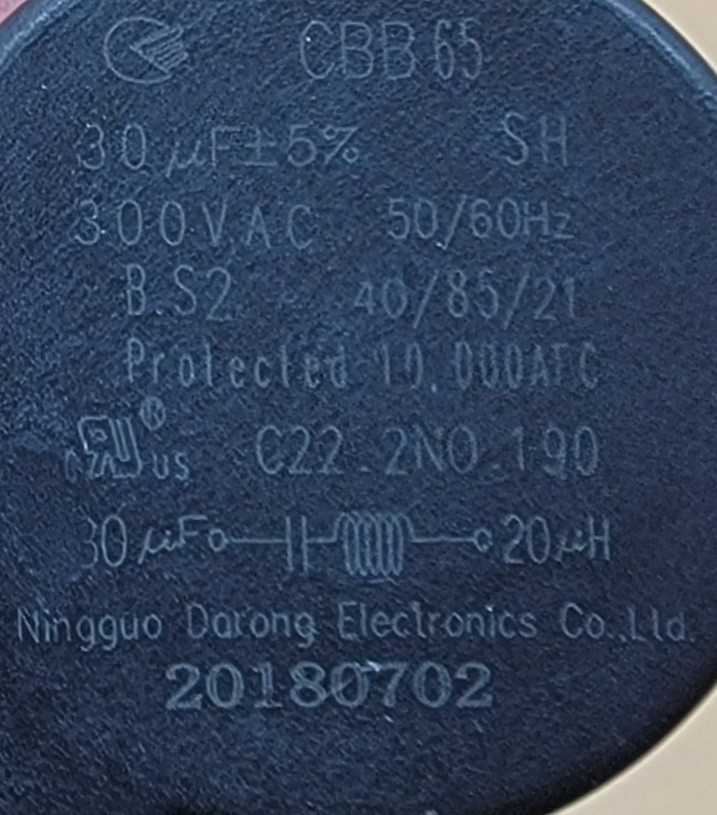 CBB65
30μF±5% SH
300VAC 50/60Hz
B.S2 40/85/21
Protected 10,000AFC
c RU ® US C22.2NO.190
30μF 20μH
Ningguo Darong Electronics Co.,Ltd.
20180702